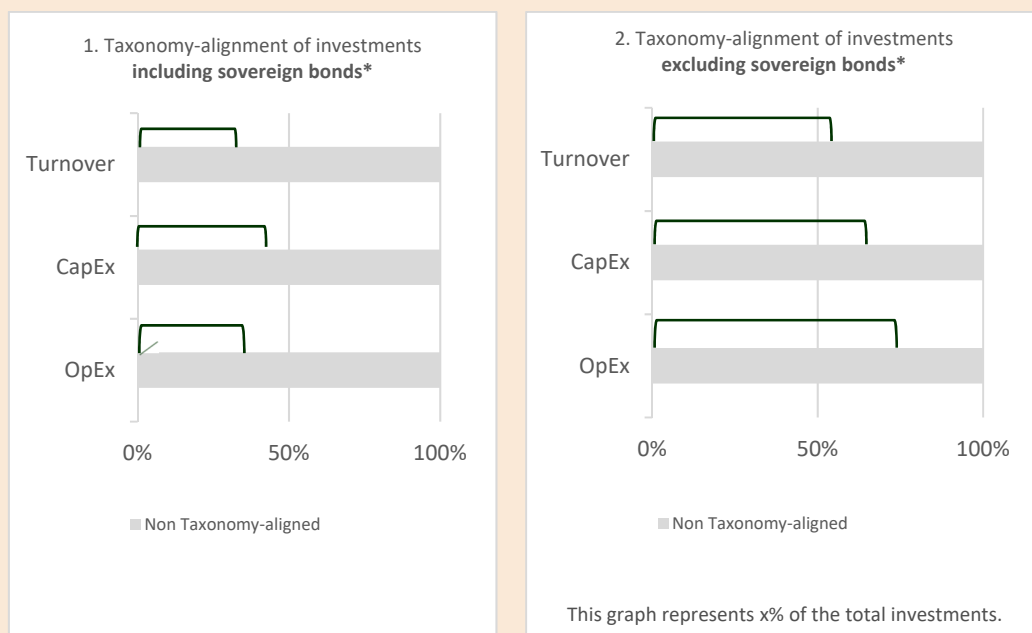 1. Taxonomy-alignment of investments
including sovereign bonds*
Turnover
CapEx
OpEx
0%
50%
100%
Non Taxonomy-aligned
2. Taxonomy-alignment of investments
excluding sovereign bonds*
Turnover
CapEx
OpEx
0%
50%
100%
Non Taxonomy-aligned
This graph represents x% of the total investments.